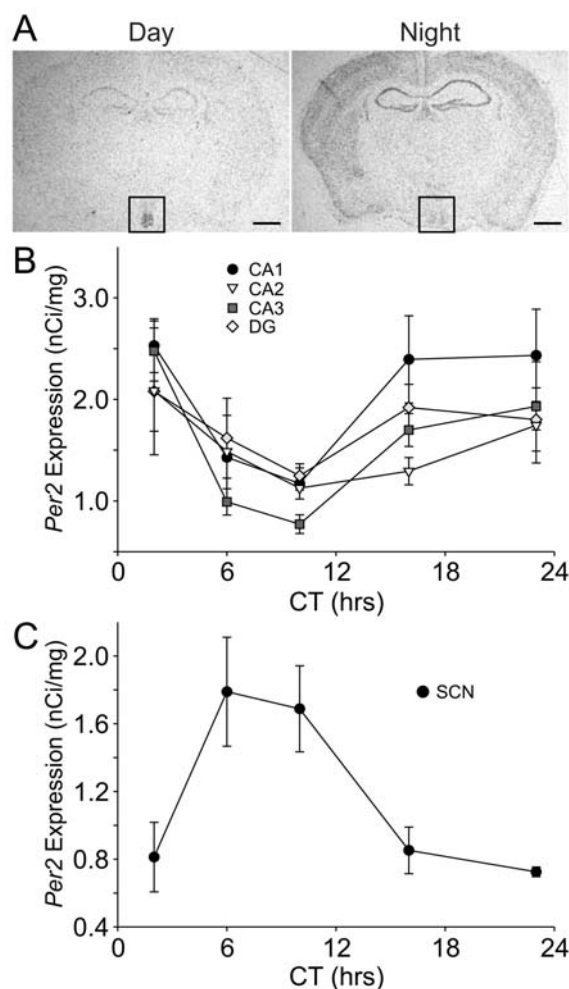 A
Day
Night
B
Per2 Expression (nCi/mg)
3.0
2.0
1.0
CA1
CA2
CA3
DG
0
6
12
18
24
CT (hrs)
C
Per2 Expression (nCi/mg)
2.0
1.6
1.2
0.8
0.4
SCN
0
6
12
18
24
CT (hrs)